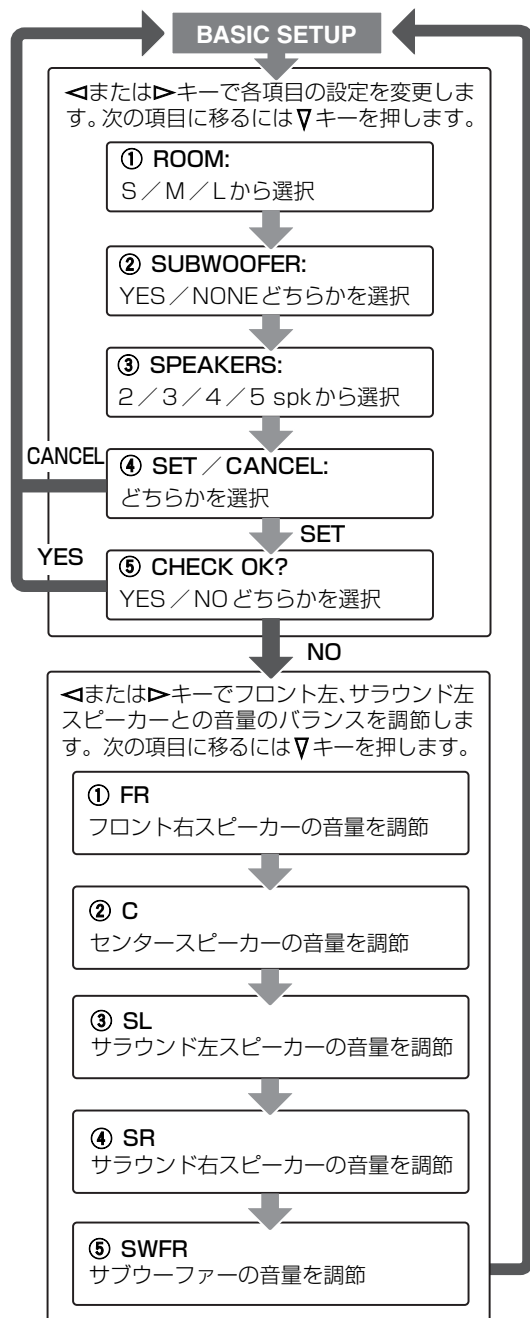 BASIC SETUP
◁または▷キーで各項目の設定を変更しま
す。次の項目に移るには▽キーを押します。
① ROOM:
S／M／Lから選択
② SUBWOOFER:
YES／NONEどちらかを選択
③ SPEAKERS:
2／3／4／5 spkから選択
CANCEL
④ SET／CANCEL:
どちらかを選択
SET
YES
⑤ CHECK OK?
YES／NOどちらかを選択
NO
◁または▷キーでフロント左、サラウンド左
スピーカーとの音量のバランスを調節しま
す。次の項目に移るには▽キーを押します。
① FR
フロント右スピーカーの音量を調節
② C
センタースピーカーの音量を調節
③ SL
サラウンド左スピーカーの音量を調節
④ SR
サラウンド右スピーカーの音量を調節
⑤ SWFR
サブウーファーの音量を調節